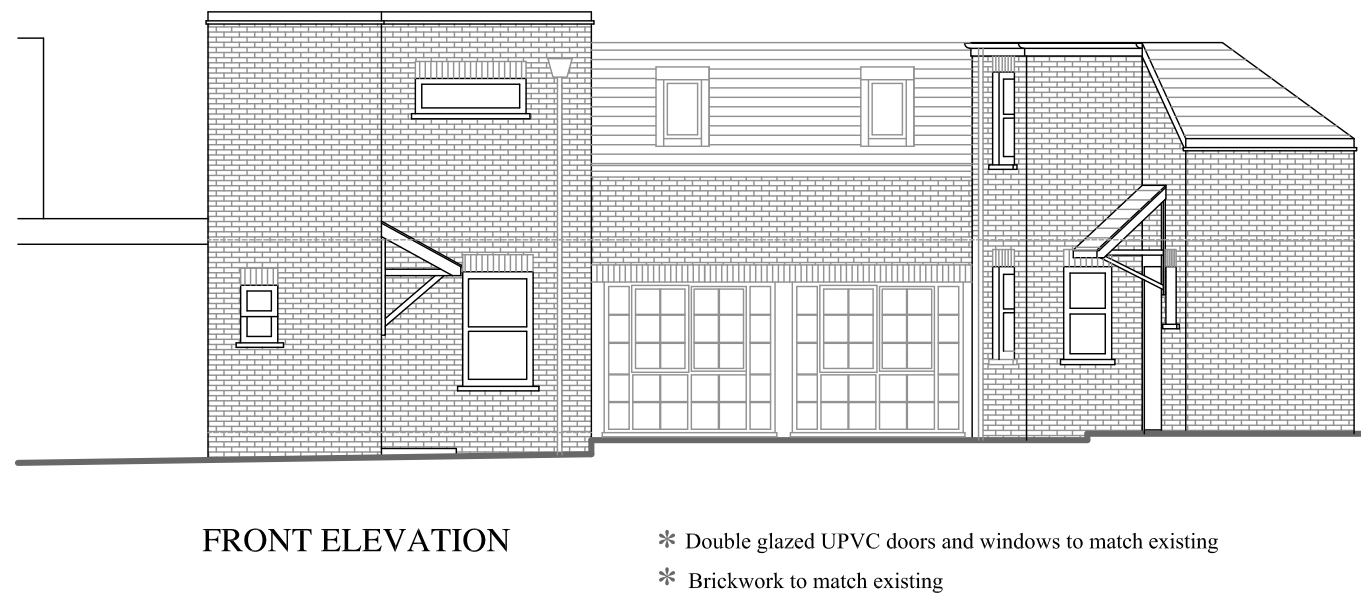 FRONT ELEVATION
* Double glazed UPVC doors and windows to match existing
* Brickwork to match existing